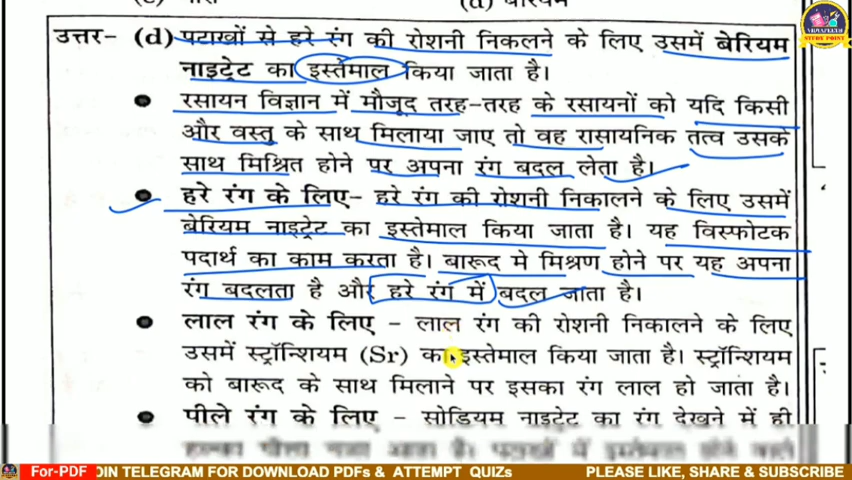 (d) बेरियम
उत्तर- (d) पटाखों से हरे रंग की रोशनी निकलने के लिए उसमें बेरियम
नाइट्रेट का इस्तेमाल किया जाता है।
● रसायन विज्ञान में मौजूद तरह-तरह के रसायनों को यदि किसी
और वस्तु के साथ मिलाया जाए तो वह रासायनिक तत्व उसके
साथ मिश्रित होने पर अपना रंग बदल लेता है।
● हरे रंग के लिए- हरे रंग की रोशनी निकालने के लिए उसमें
बेरियम नाइट्रेट का इस्तेमाल किया जाता है। यह विस्फोटक
पदार्थ का काम करता है। बारूद मे मिश्रण होने पर यह अपना
रंग बदलता है और हरे रंग में बदल जाता है।
● लाल रंग के लिए - लाल रंग की रोशनी निकालने के लिए
उसमें स्ट्रॉन्शियम (Sr) का इस्तेमाल किया जाता है। स्ट्रॉन्शियम
को बारूद के साथ मिलाने पर इसका रंग लाल हो जाता है।
● पीले रंग के लिए - सोडियम नाइट्रेट का रंग देखने में ही
For-PDF OIN TELEGRAM FOR DOWNLOAD PDFs & ATTEMPT QUIZs PLEASE LIKE, SHARE & SUBSCRIBE